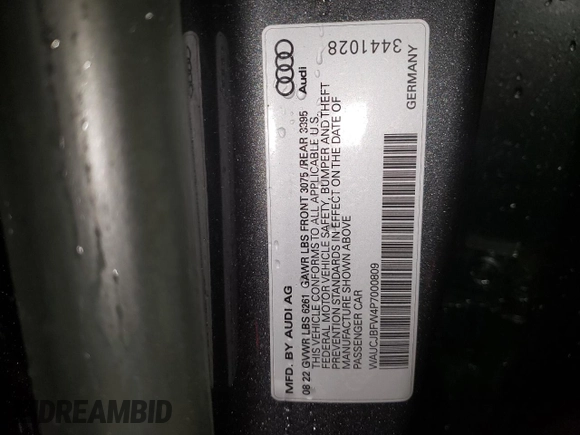 MFD. BY AUDI AG
Audi
08 22 GVWR LBS 6261 GAWR LBS FRONT 3075 /REAR 3395
THIS VEHICLE CONFORMS TO ALL APPLICABLE U.S.
FEDERAL MOTOR VEHICLE SAFETY, BUMPER AND THEFT
PREVENTION STANDARDS IN EFFECT ON THE DATE OF
MANUFACTURE SHOWN ABOVE
PASSENGER CAR
WAUCJBFW4P7000809
3441028
GERMANY
IDREAMBID